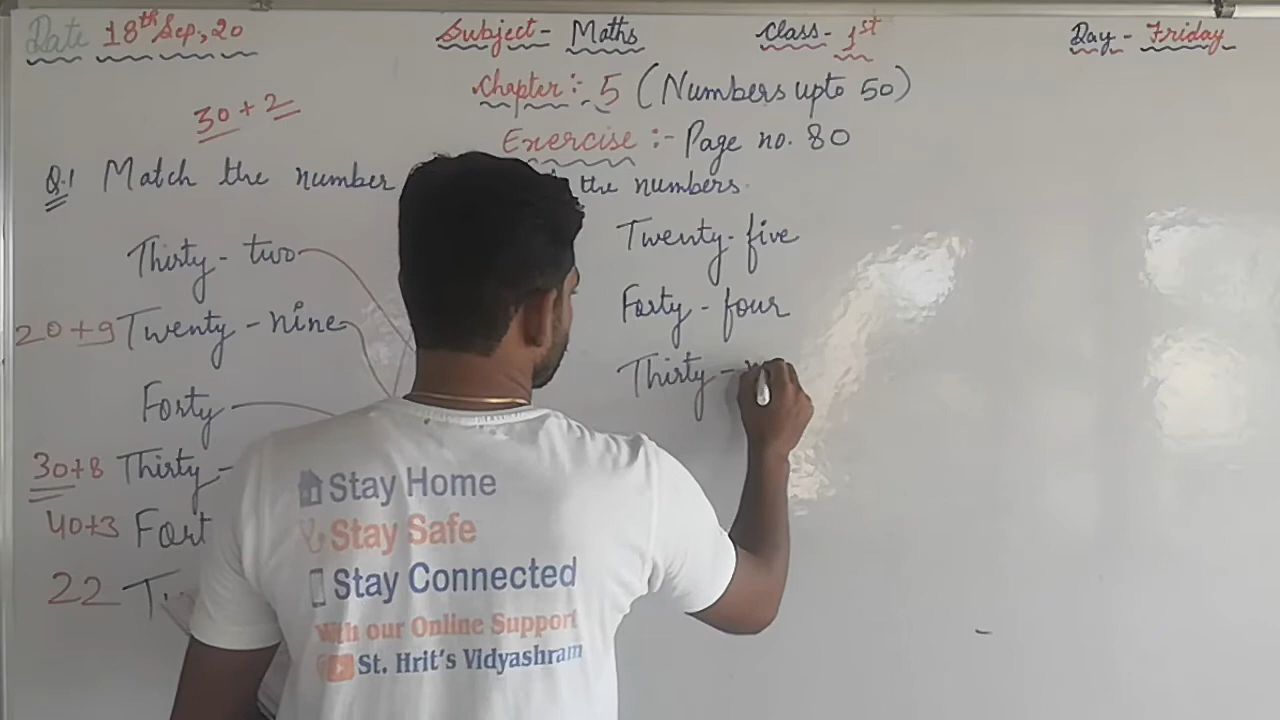 Date 18th Sep, 20 Subject- Maths Class- 1st Day - Friday
Chapter :- 5 (Numbers upto 50)
30 + 2
Exercise :- Page no. 80
Q.1 Match the number the numbers.
Thirty - two
20+9 Twenty - nine
Forty
30+8 Thirty -
40+3
22
Twenty - five
Forty - four
Thirty -
Stay Home
Stay Safe
Stay Connected
With our Online Support
St. Hrit's Vidyashram